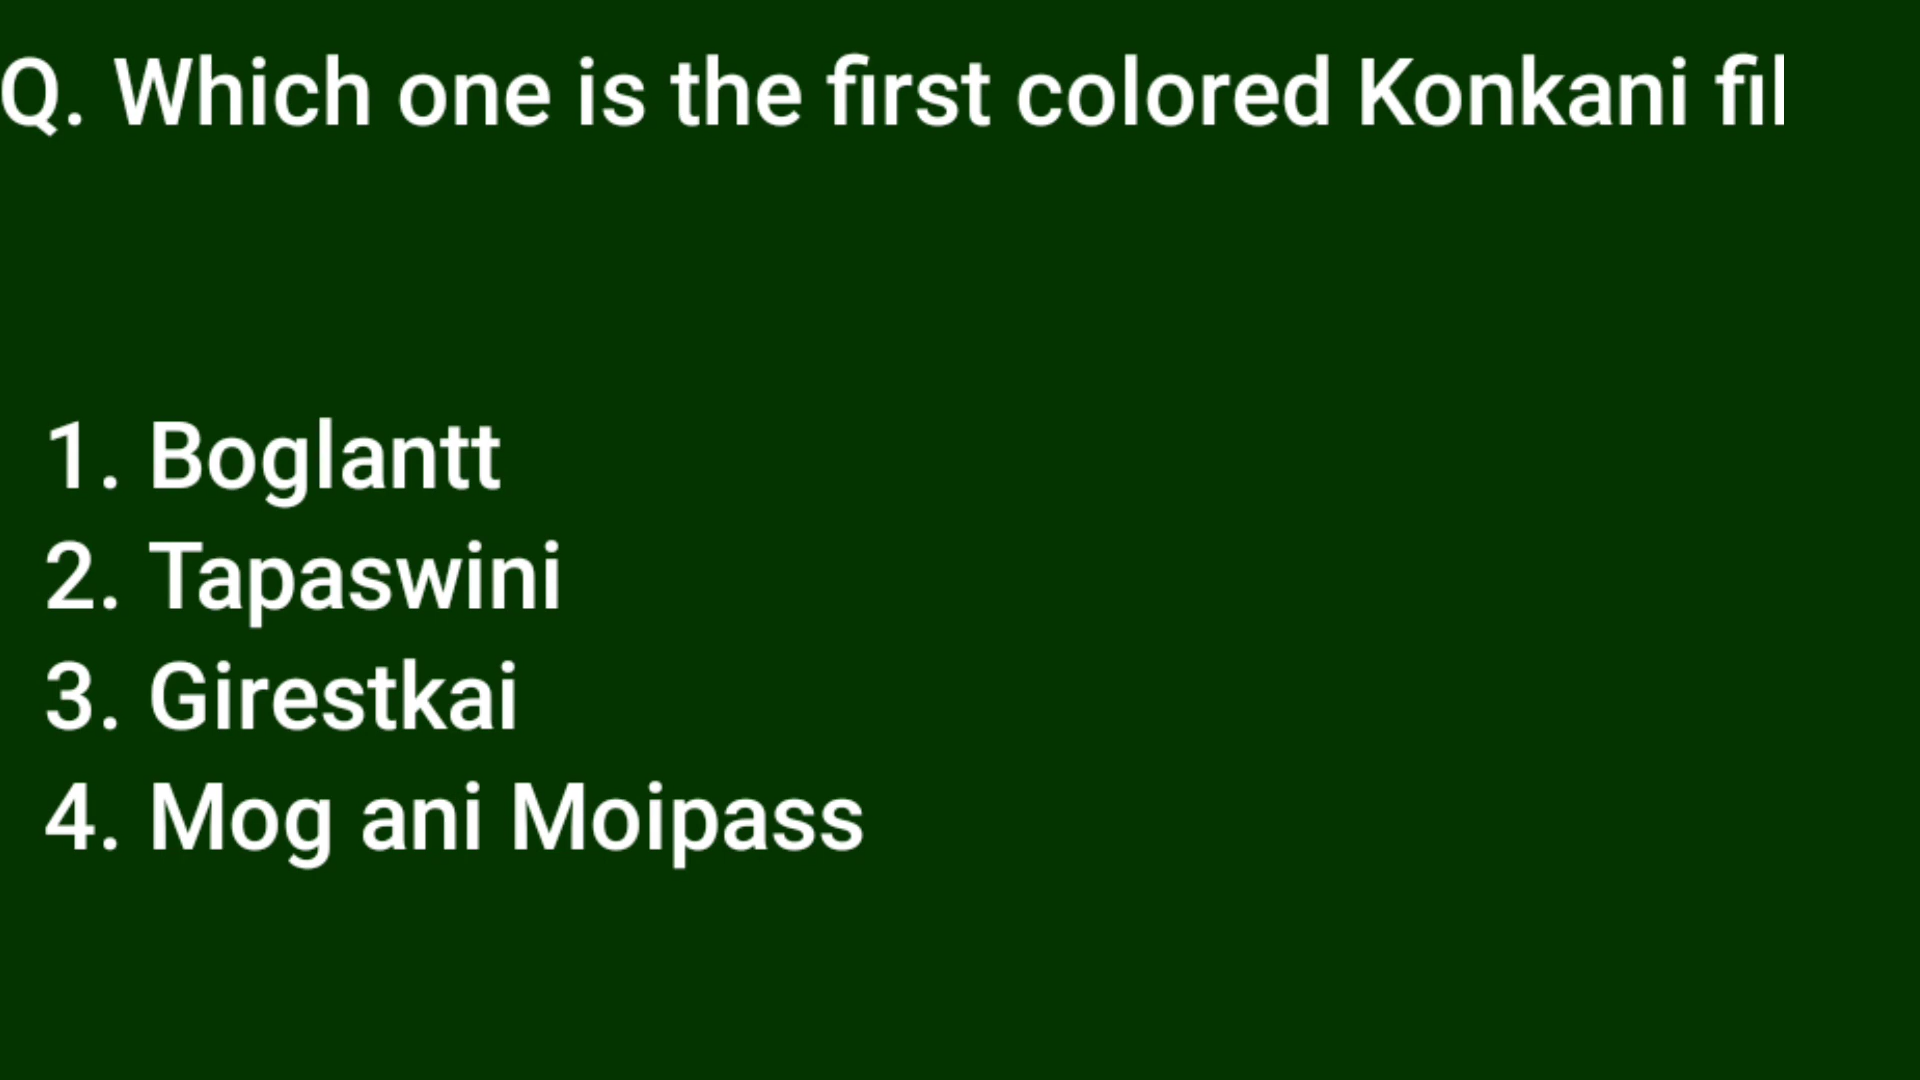 Q. Which one is the first colored Konkani fil
1. Boglantt
2. Tapaswini
3. Girestkai
4. Mog ani Moipass